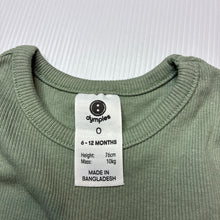 dymples
0
6 - 12 MONTHS
Height: 76cm
Mass: 10kg
MADE IN
BANGLADESH